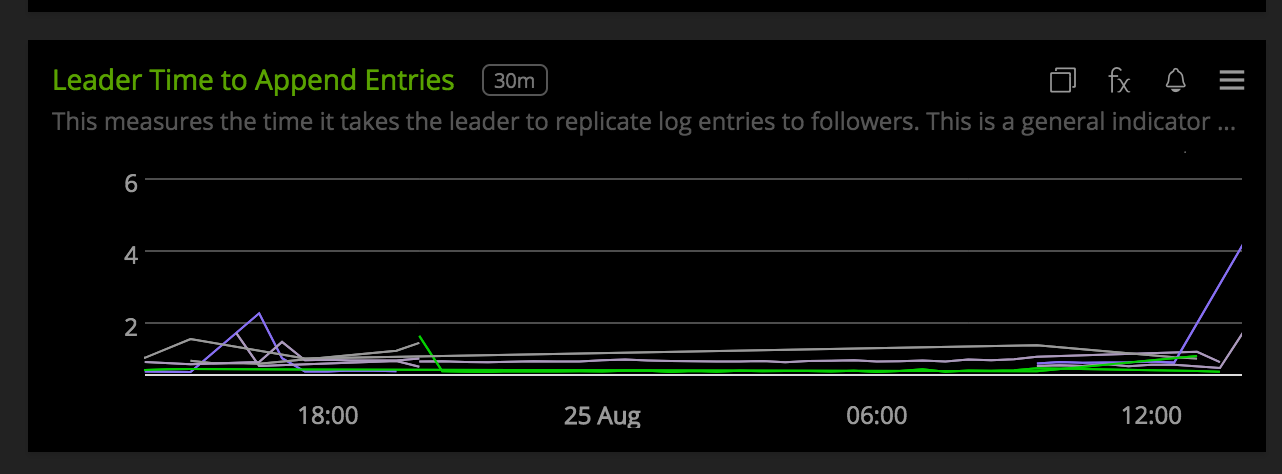 Leader Time to Append Entries 30m fx
This measures the time it takes the leader to replicate log entries to followers. This is a general indicator ...
6
4
2
18:00 25 Aug 06:00 12:00